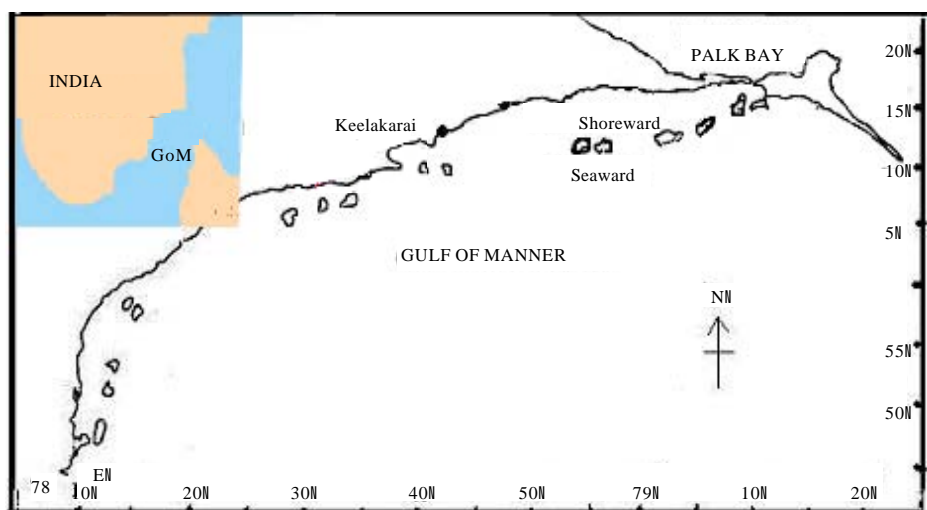 PALK BAY
20N
INDIA
15N
Keelakarai
Shoreward
GoM
10N
Seaward
5N
GULF OF MANNER
NN
55N
50N
EN
78
10N
20N
30N
40N
50N
79N
10N
20N